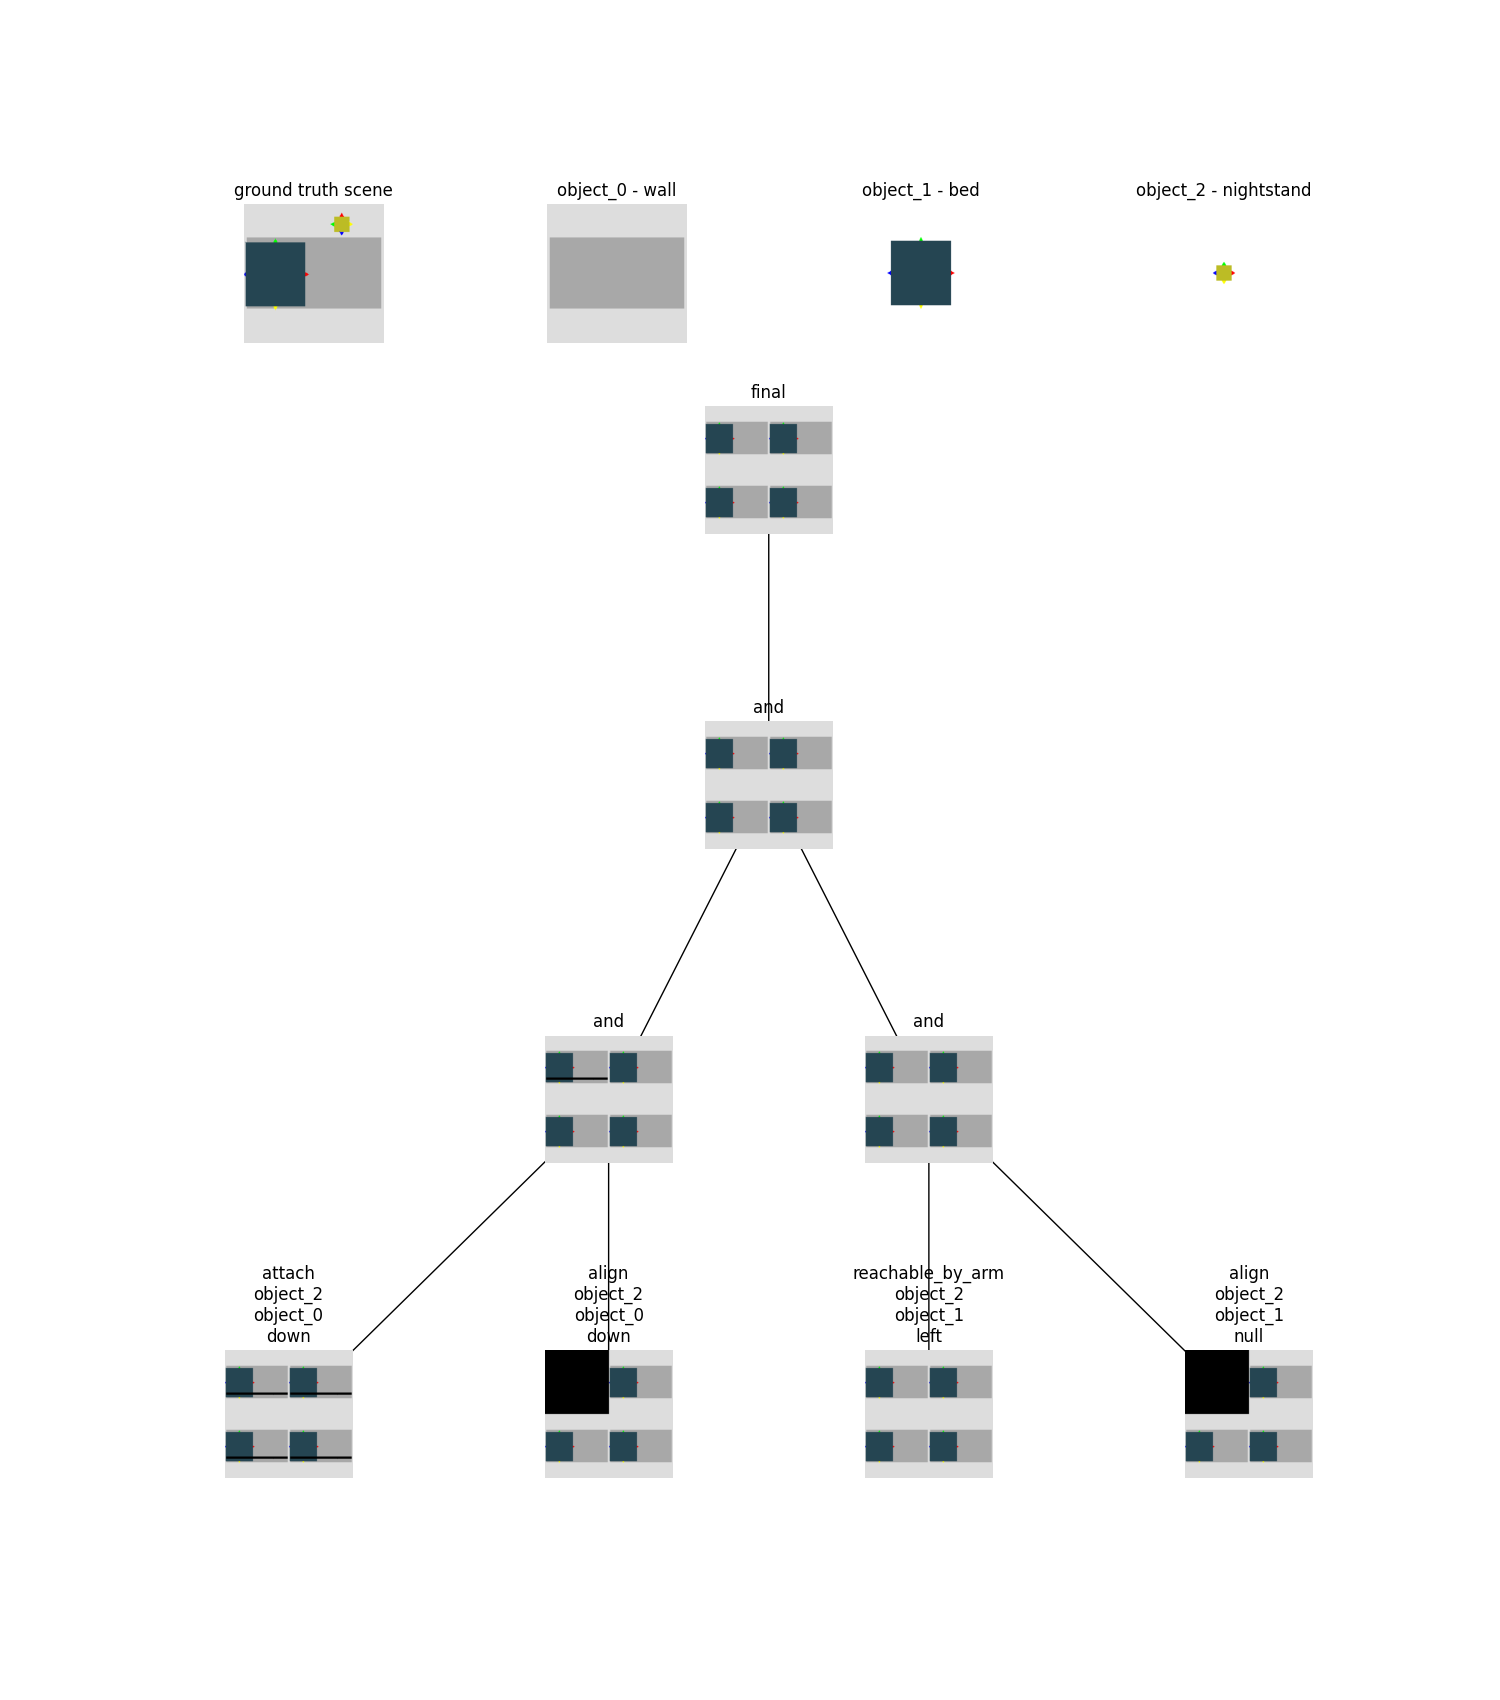 ground truth scene
object_0 - wall
object_1 - bed
object_2 - nightstand
final
and
and
and
attach
object_2
object_0
down
align
object_2
object_0
down
reachable_by_arm
object_2
object_1
left
align
object_2
object_1
null